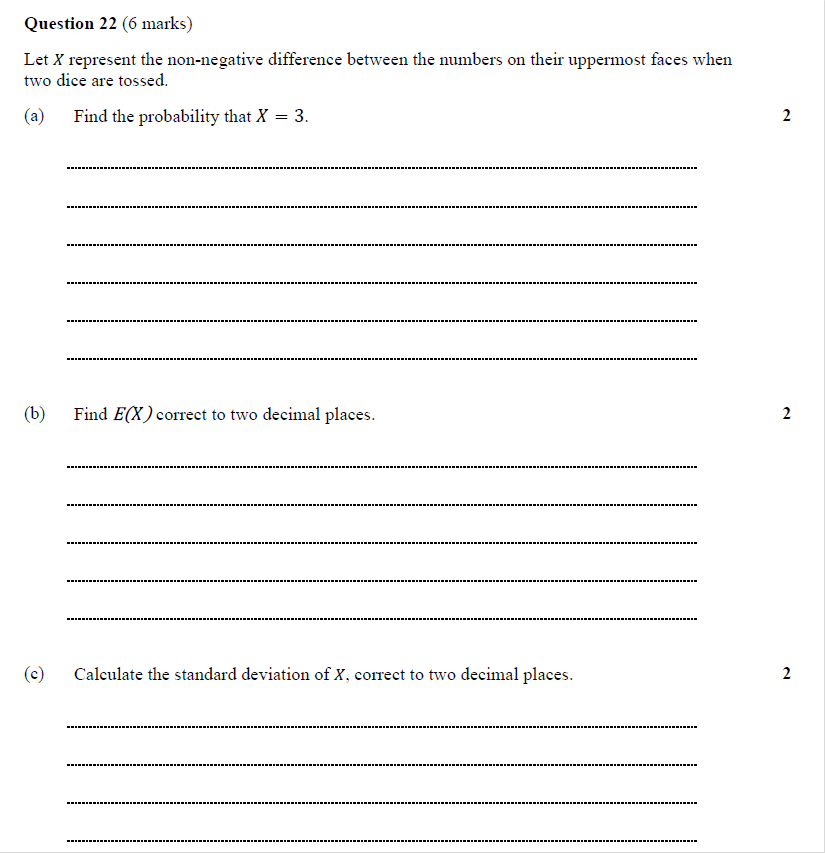 Question 22 (6 marks)
Let X represent the non-negative difference between the numbers on their uppermost faces when
two dice are tossed.
(a) Find the probability that X = 3. 2
(b) Find E(X) correct to two decimal places. 2
(c) Calculate the standard deviation of X, correct to two decimal places. 2